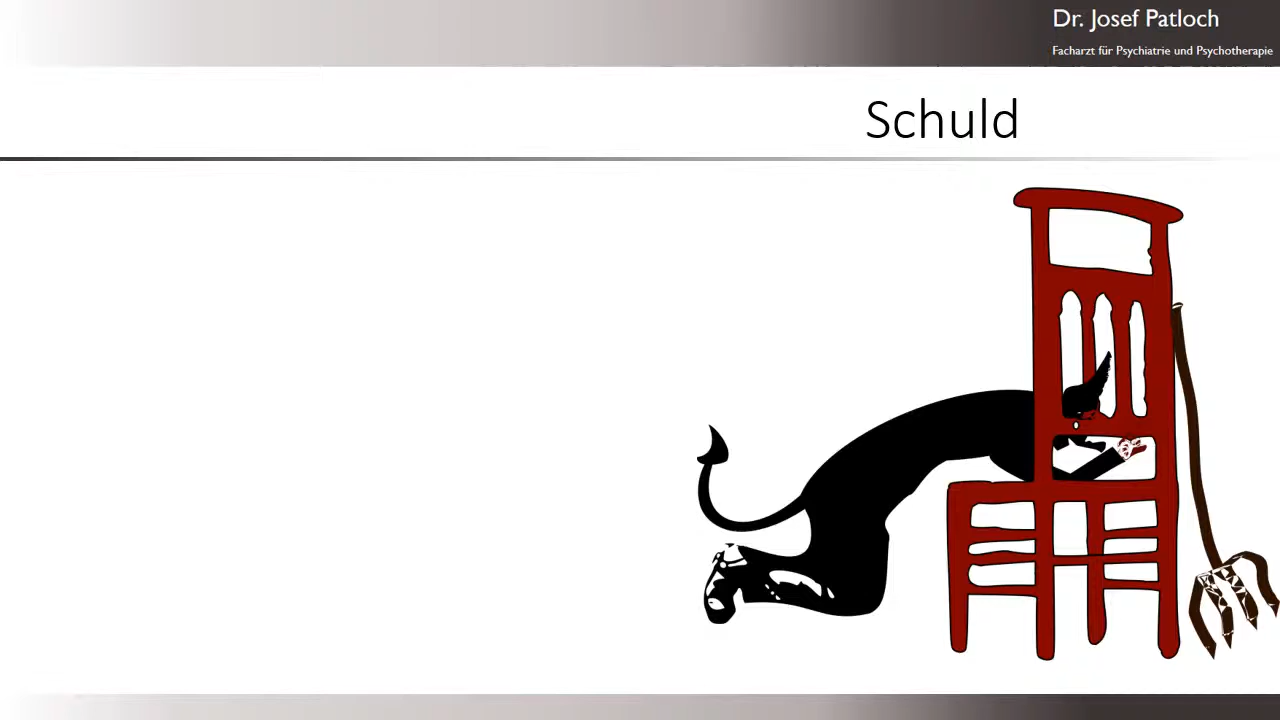 Dr. Josef Patloch
Facharzt für Psychiatrie und Psychotherapie
Schuld